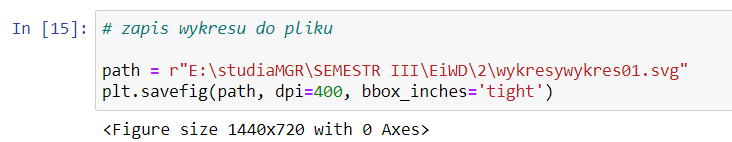 In [15]: # zapis wykresu do pliku
path = r"E:\studiaMGR\SEMESTR III\EiWD\2\wykresywykres01.svg"
plt.savefig(path, dpi=400, bbox_inches='tight')
<Figure size 1440x720 with 0 Axes>